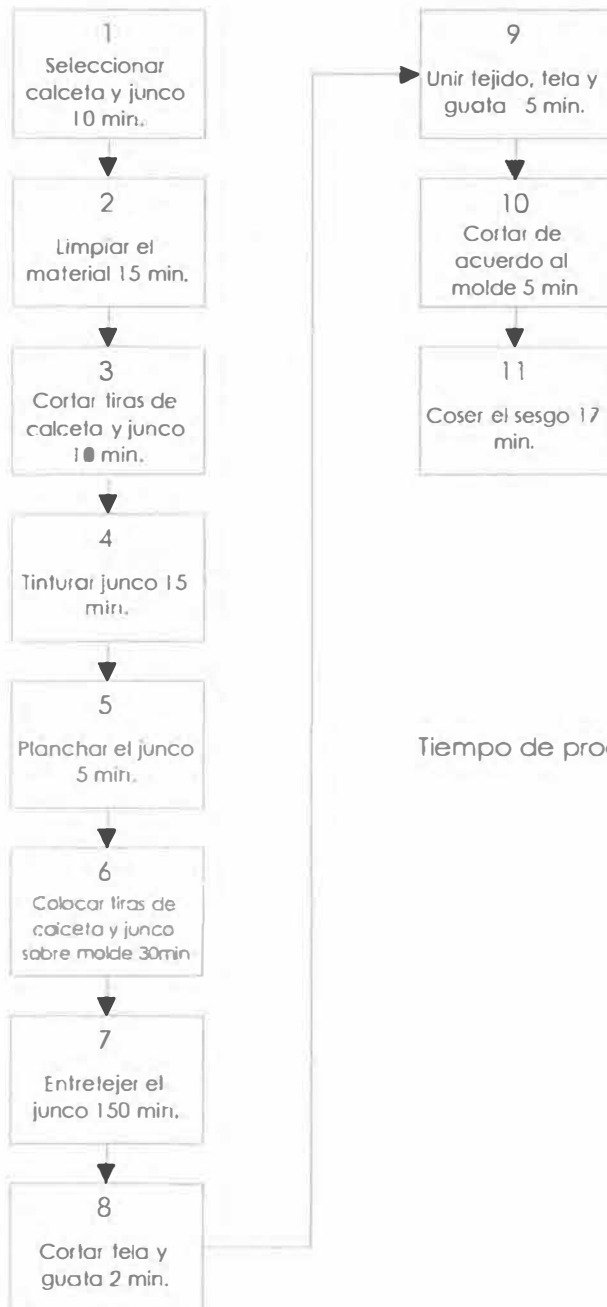 1
Seleccionar
calceta y junco
10 min.
2
Limpiar el
material 15 min.
3
Cortar tiras de
calceta y junco
10 min.
4
Tinturar junco 15
min.
5
Planchar el junco
5 min.
6
Colocar tiras de
calceta y junco
sobre molde 30min
7
Entretejer el
junco 150 min.
8
Cortar tela y
guata 2 min.
9
Unir tejido, tela y
guata 5 min.
10
Cortar de
acuerdo al
molde 5 min
11
Coser el sesgo 17
min.
Tiempo de